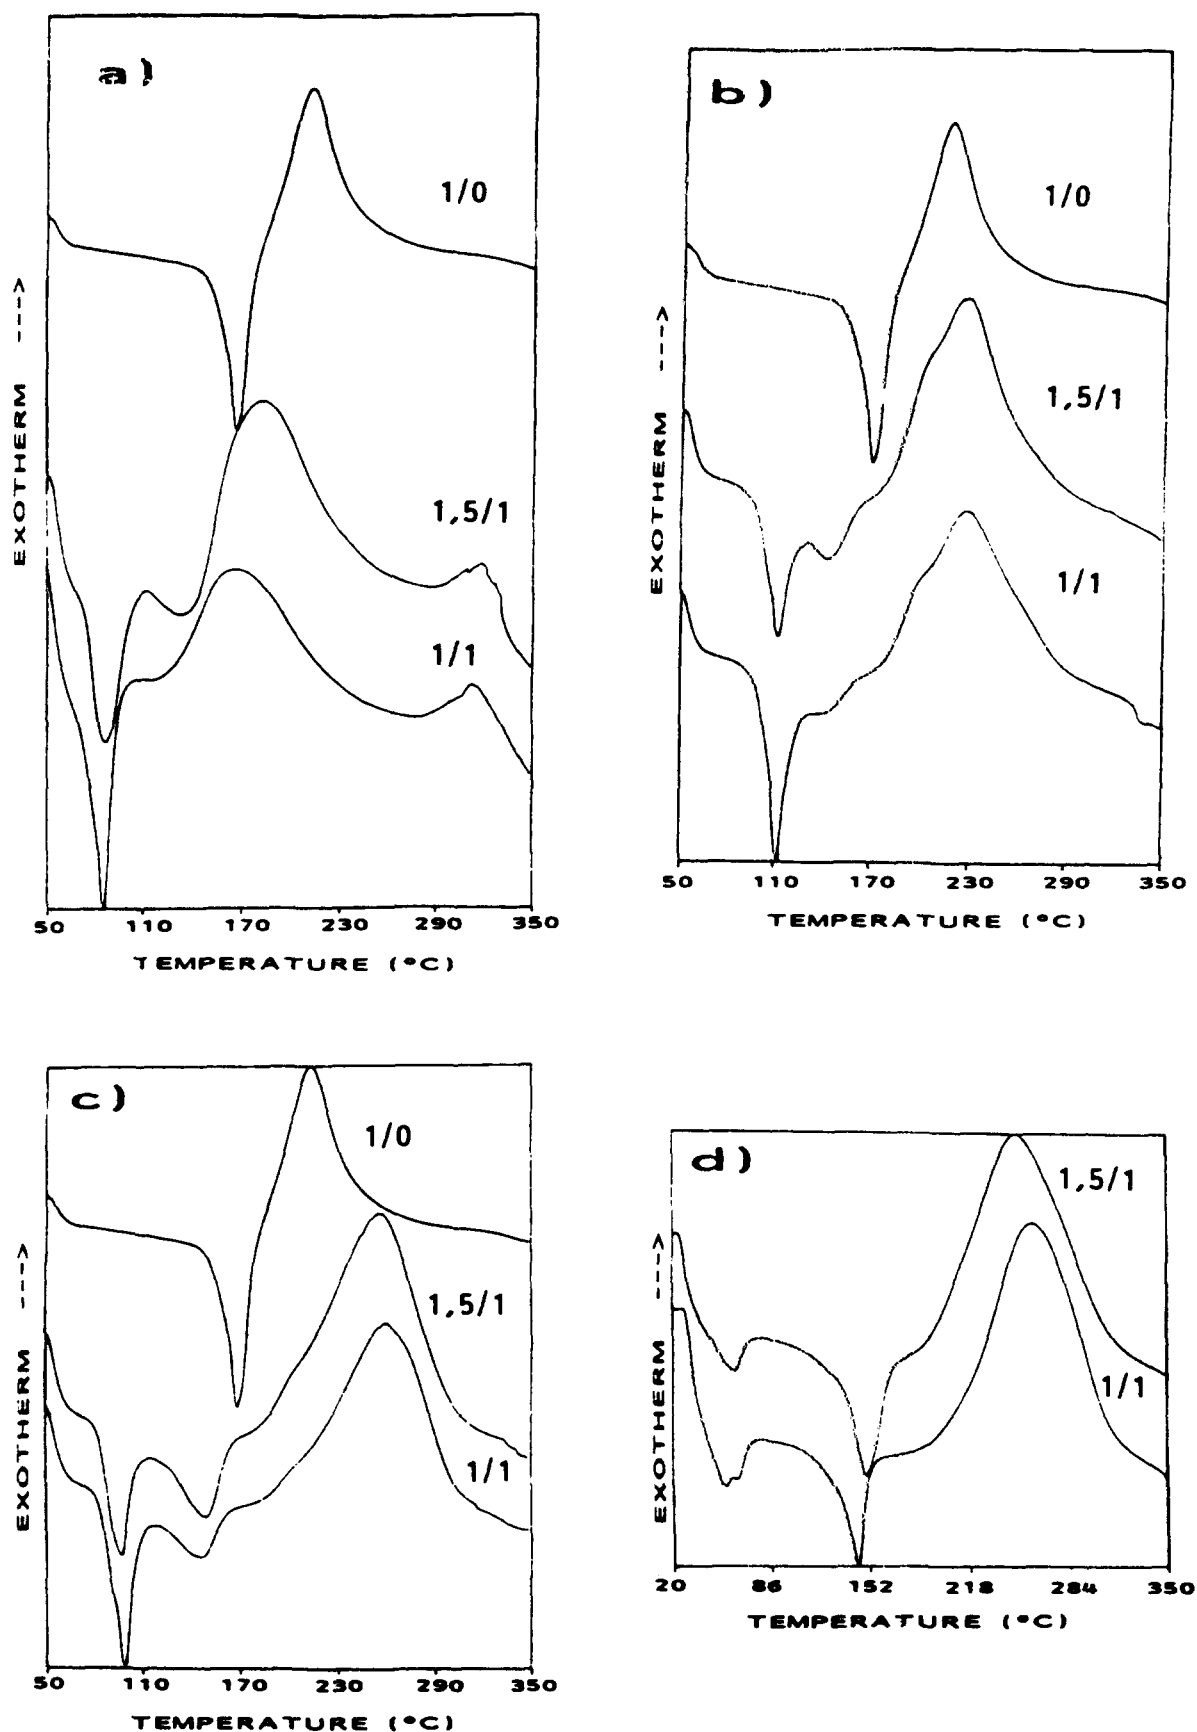 a)
1/0
1,5/1
1/1
EXOTHERM --->
50 110 170 230 290 350
TEMPERATURE (°C)
b)
1/0
1,5/1
1/1
EXOTHERM --->
50 110 170 230 290 350
TEMPERATURE (°C)
c)
1/0
1,5/1
1/1
EXOTHERM --->
50 110 170 230 290 350
TEMPERATURE (°C)
d)
1,5/1
1/1
EXOTHERM --->
20 86 152 218 284 350
TEMPERATURE (°C)